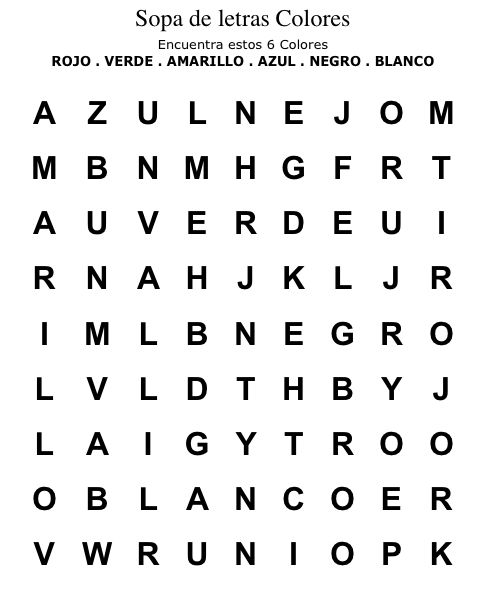 Sopa de letras Colores
Encuentra estos 6 Colores
ROJO . VERDE . AMARILLO . AZUL . NEGRO . BLANCO
A Z U L N E J O M
M B N M H G F R T
A U V E R D E U I
R N A H J K L J R
I M L B N E G R O
L V L D T H B Y J
L A I G Y T R O O
O B L A N C O E R
V W R U N I O P K